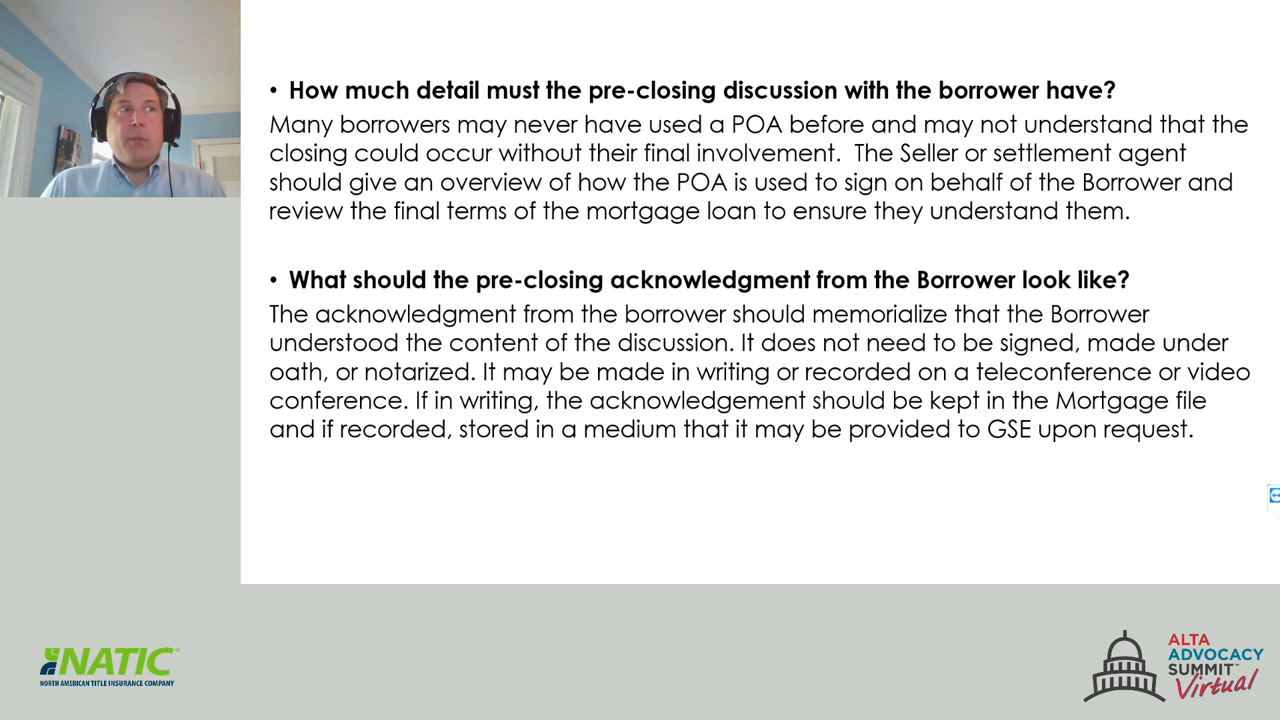 • How much detail must the pre-closing discussion with the borrower have?
Many borrowers may never have used a POA before and may not understand that the
closing could occur without their final involvement.  The Seller or settlement agent
should give an overview of how the POA is used to sign on behalf of the Borrower and
review the final terms of the mortgage loan to ensure they understand them.
• What should the pre-closing acknowledgment from the Borrower look like?
The acknowledgment from the borrower should memorialize that the Borrower
understood the content of the discussion. It does not need to be signed, made under
oath, or notarized. It may be made in writing or recorded on a teleconference or video
conference. If in writing, the acknowledgement should be kept in the Mortgage file
and if recorded, stored in a medium that it may be provided to GSE upon request.
NATIC®
NORTH AMERICAN TITLE INSURANCE COMPANY
ALTA
ADVOCACY
SUMMIT™
Virtual